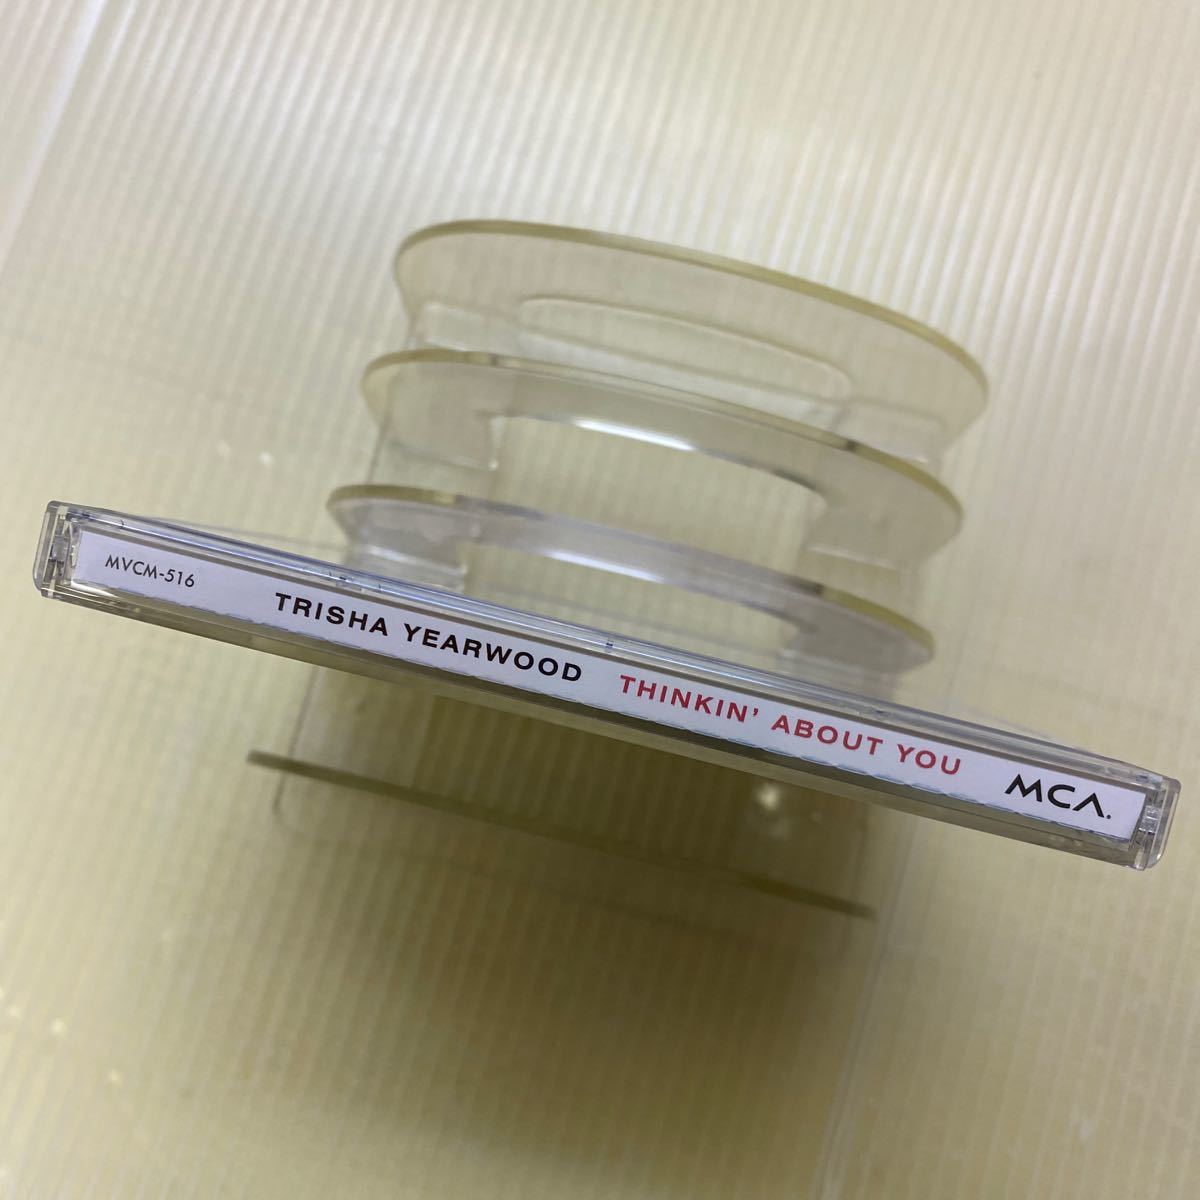 MVCM-516 TRISHA YEARWOOD THINKIN' ABOUT YOU MCA.